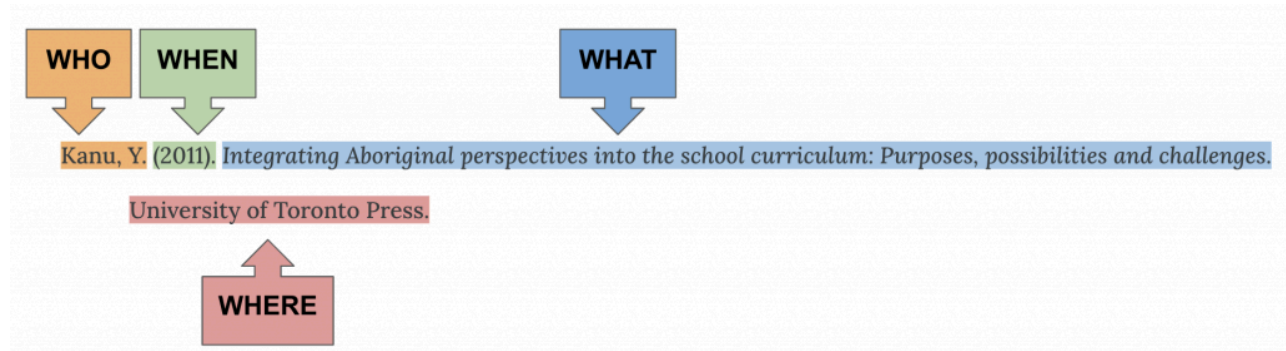 WHO WHEN WHAT
Kanu, Y. (2011). Integrating Aboriginal perspectives into the school curriculum: Purposes, possibilities and challenges.
University of Toronto Press.
WHERE